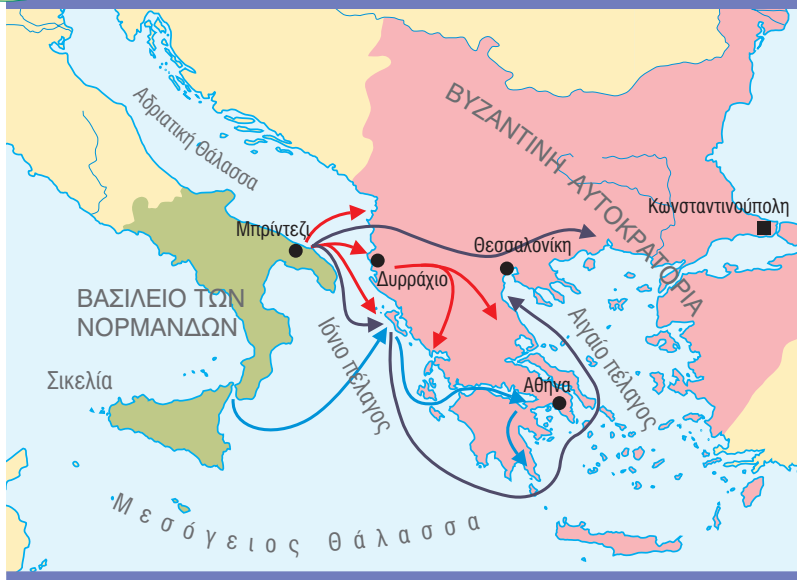 Αδριατική Θάλασσα
ΒΥΖΑΝΤΙΝΗ ΑΥΤΟΚΡΑΤΟΡΙΑ
Κωνσταντινούπολη
Μπρίντεζι
Θεσσαλονίκη
Δυρράχιο
ΒΑΣΙΛΕΙΟ ΤΩΝ
ΝΟΡΜΑΝΔΩΝ
Ιόνιο πέλαγος
Αιγαίο πέλαγος
Σικελία
Αθήνα
Μεσόγειος Θάλασσα